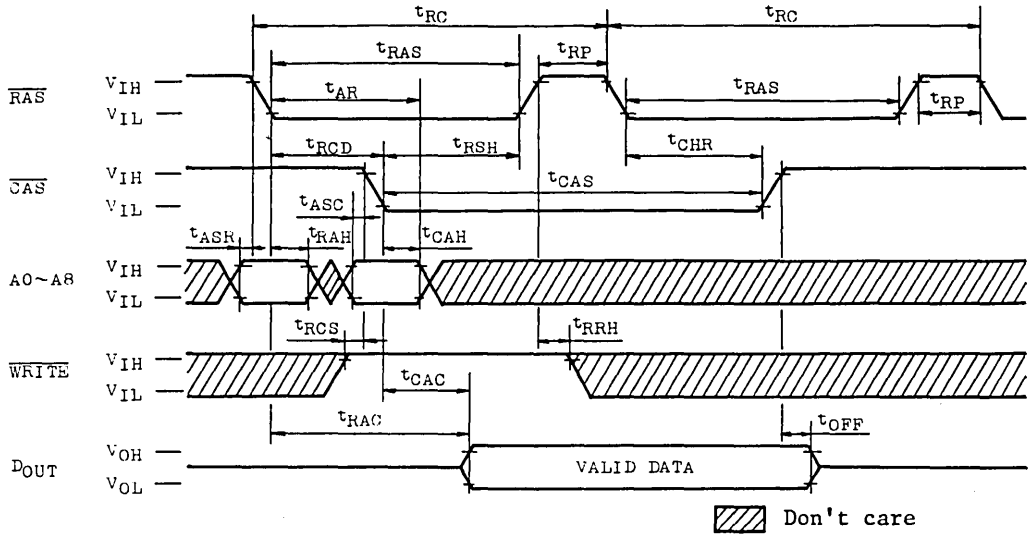 tRC tRC
tRAS tRP
RAS VIH tAR tRAS tRP
VIL
tRCD tRSH tCHR
CAS VIH tCAS
VIL tASC
tASR tRAH tCAH
A0~A8 VIH
VIL
tRCS tRRH
WRITE VIH
VIL tCAC
tRAC tOFF
DOUT VOH
VALID DATA
VOL
Don't care